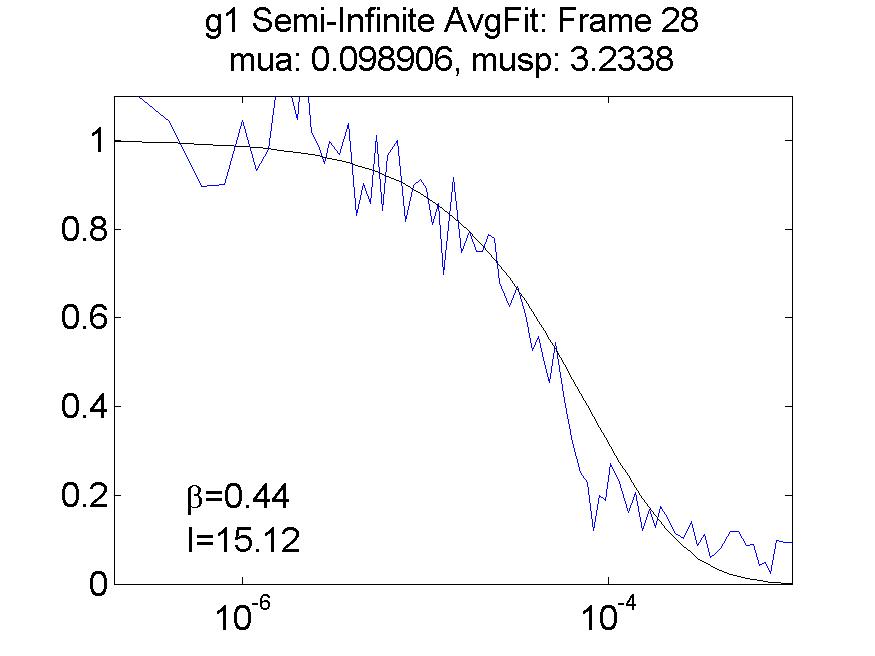 g1 Semi-Infinite AvgFit: Frame 28
mua: 0.098906, musp: 3.2338
1
0.8
0.6
0.4
0.2
0
β=0.44
I=15.12
10^-6
10^-4